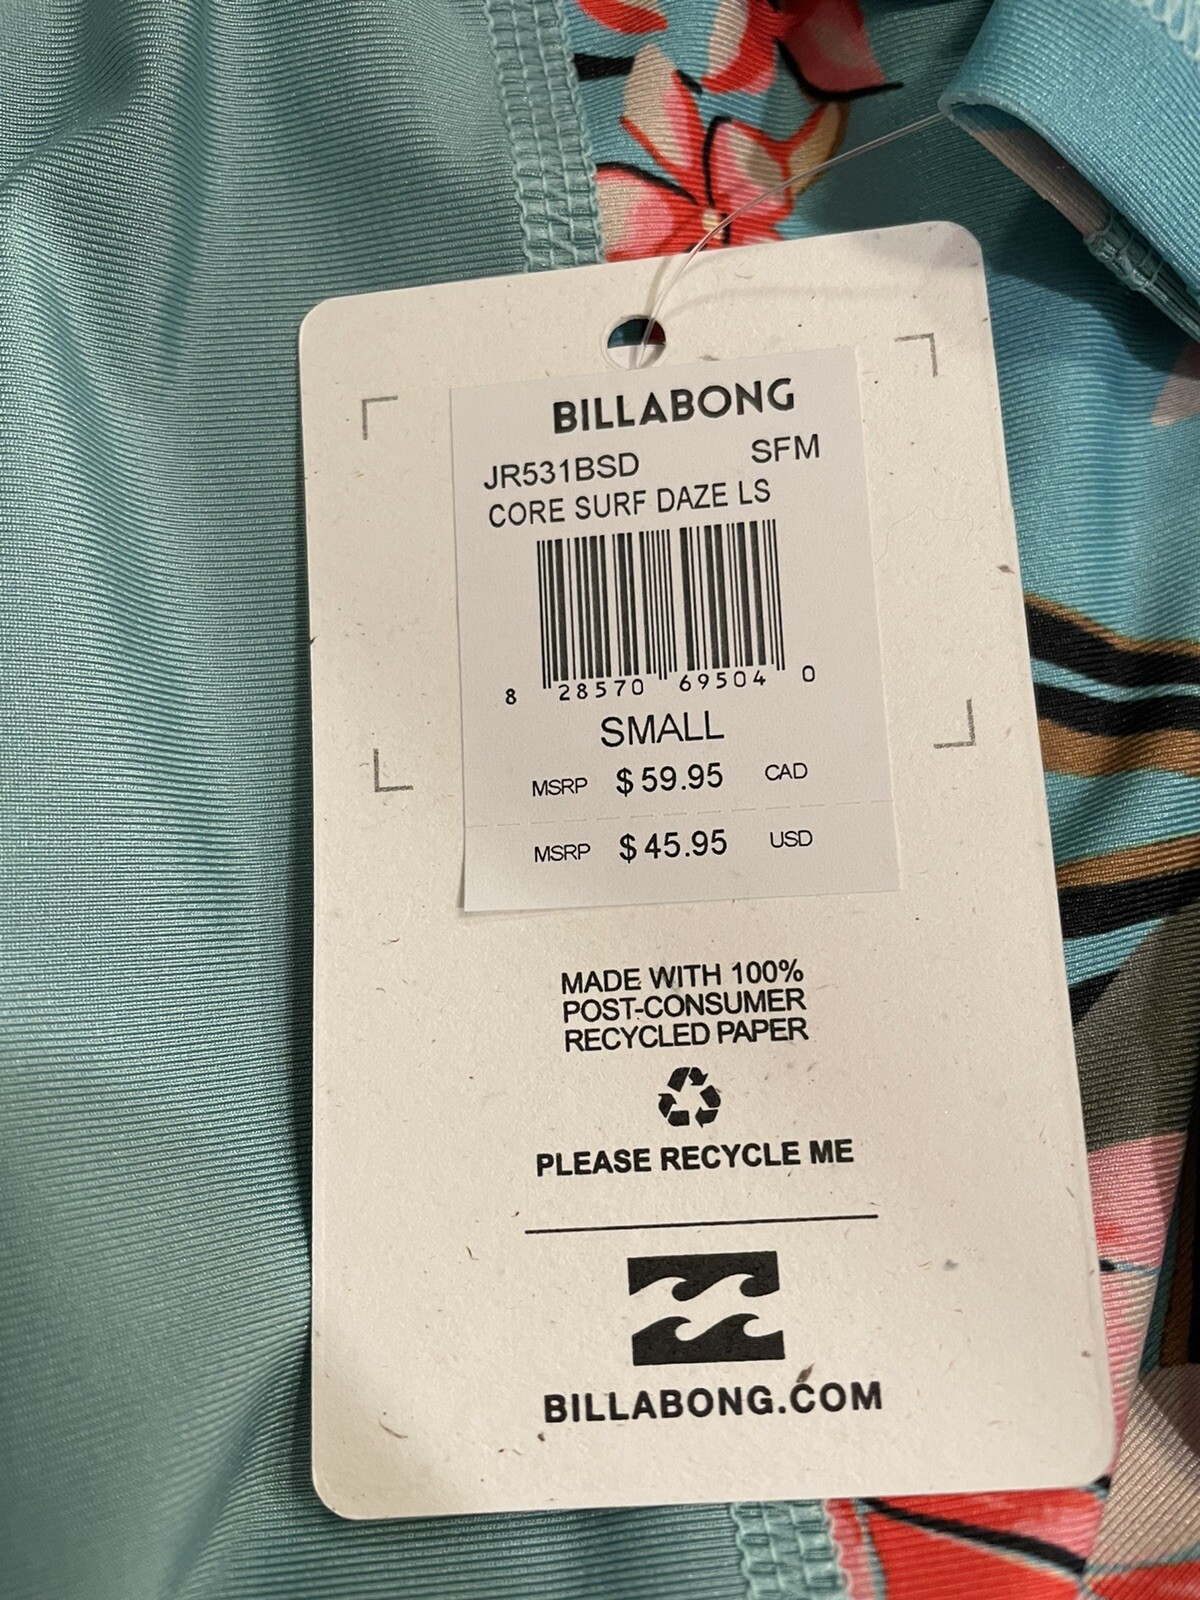 BILLABONG
JR531BSD SFM
CORE SURF DAZE LS
8 28570 69504 0
SMALL
MSRP $59.95 CAD
MSRP $45.95 USD
MADE WITH 100%
POST-CONSUMER
RECYCLED PAPER
PLEASE RECYCLE ME
BILLABONG.COM